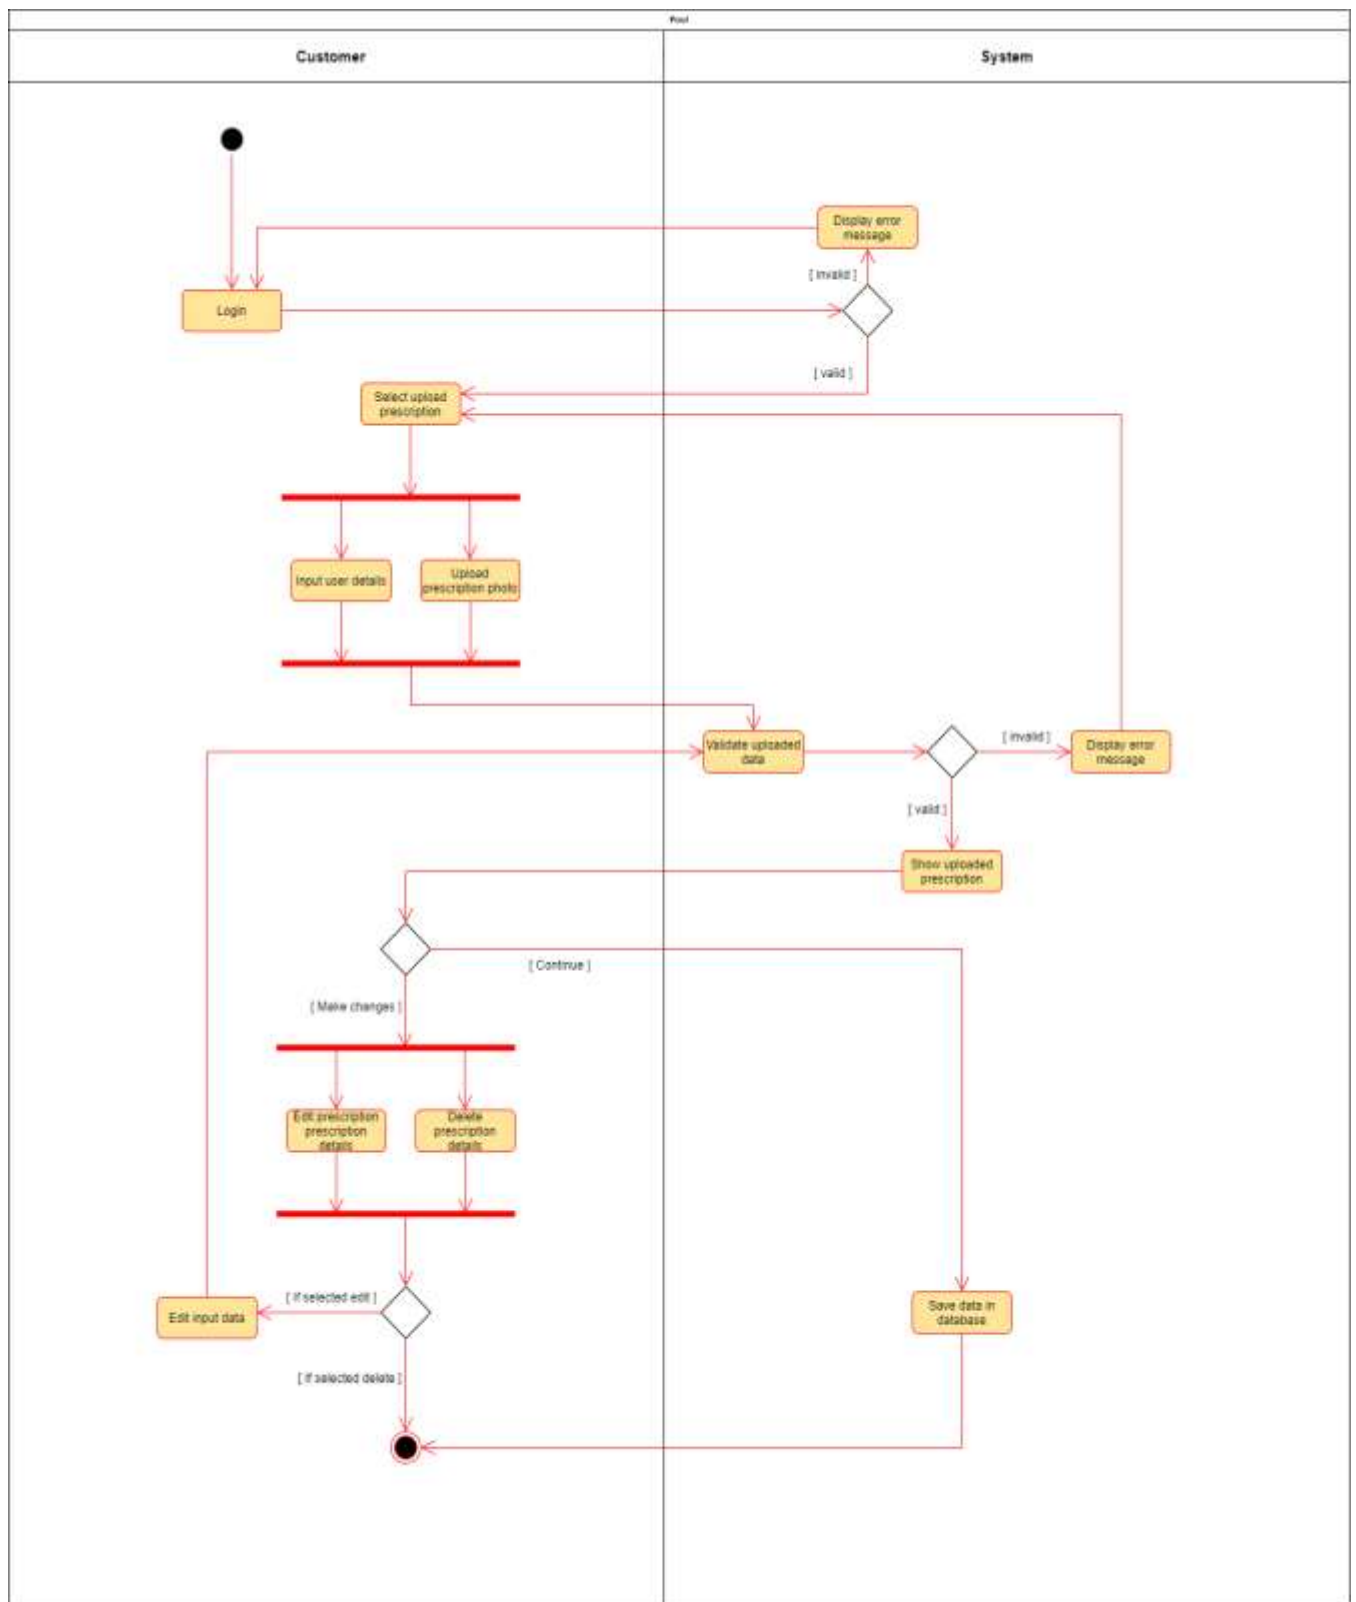 Pool
Customer
System
Display error
message
[ invalid ]
Login
[ valid ]
Select upload
prescription
Input user details
Upload
prescription photo
Validate uploaded
data
[ invalid ]
Display error
message
[ valid ]
Show uploaded
prescription
[ Continue ]
[ Make changes ]
Edit prescription
prescription
details
Delete
prescription
details
[ If selected edit ]
Edit input data
Save data in
database
[ If selected delete ]